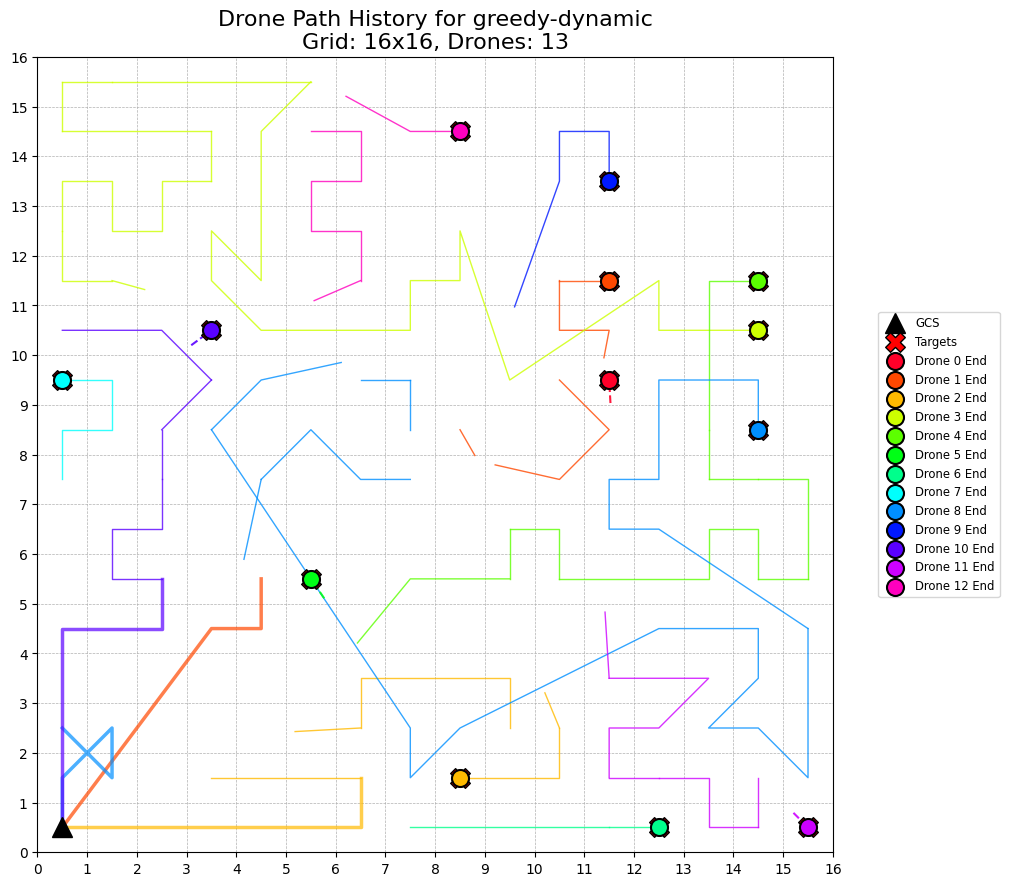 Drone Path History for greedy-dynamic
Grid: 16x16, Drones: 13
16
15
14
13
12
11
10
9
8
7
6
5
4
3
2
1
0
0 1 2 3 4 5 6 7 8 9 10 11 12 13 14 15 16
GCS
Targets
Drone 0 End
Drone 1 End
Drone 2 End
Drone 3 End
Drone 4 End
Drone 5 End
Drone 6 End
Drone 7 End
Drone 8 End
Drone 9 End
Drone 10 End
Drone 11 End
Drone 12 End